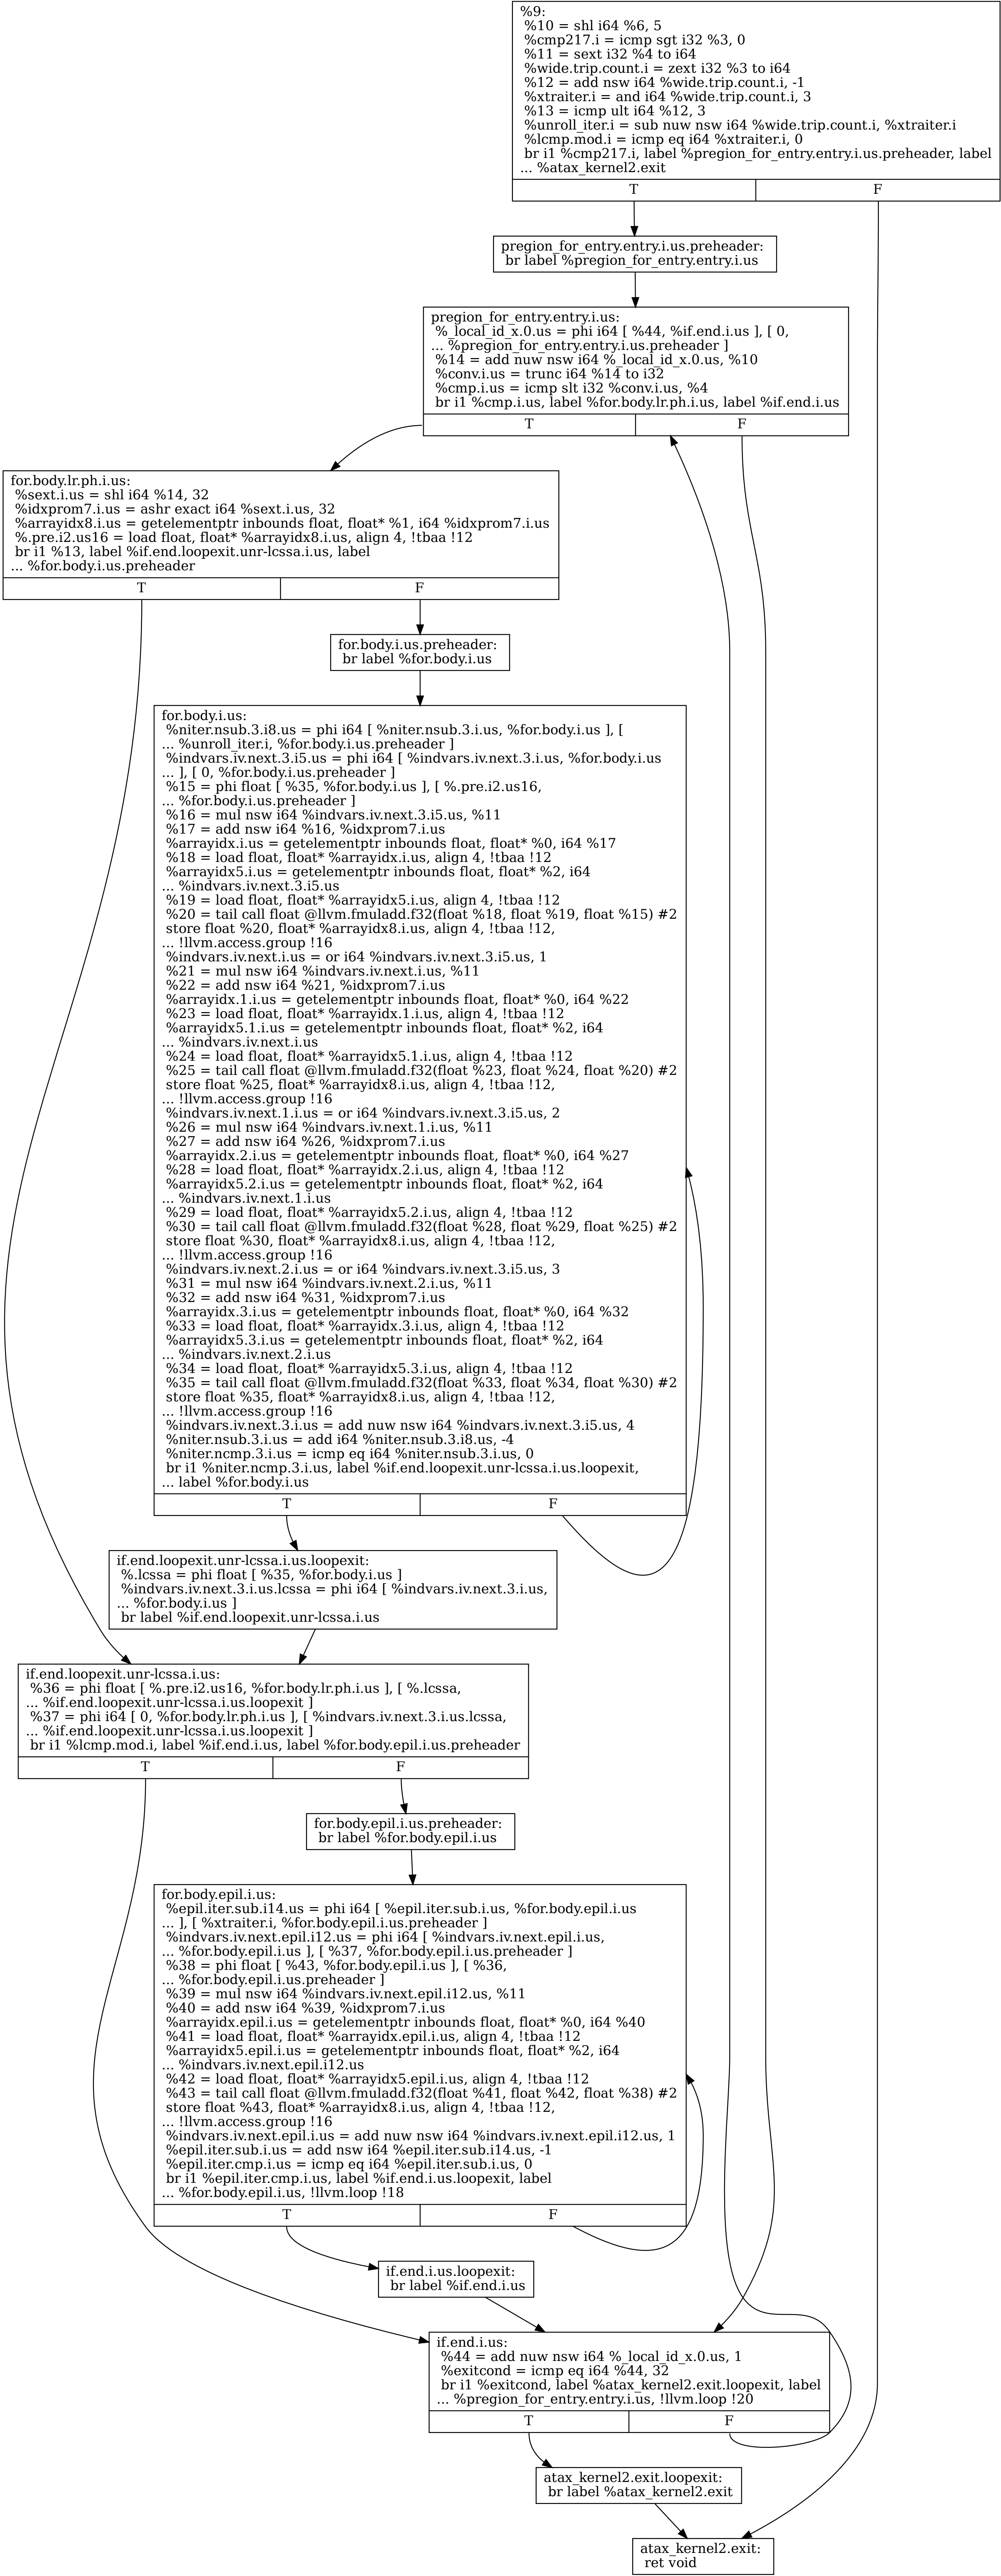 %9:
%10 = shl i64 %6, 5
%cmp217.i = icmp sgt i32 %3, 0
%11 = sext i32 %4 to i64
%wide.trip.count.i = zext i32 %3 to i64
%12 = add nsw i64 %wide.trip.count.i, -1
%xtraiter.i = and i64 %wide.trip.count.i, 3
%13 = icmp ult i64 %12, 3
%unroll_iter.i = sub nuw nsw i64 %wide.trip.count.i, %xtraiter.i
%lcmp.mod.i = icmp eq i64 %xtraiter.i, 0
br i1 %cmp217.i, label %pregion_for_entry.entry.i.us.preheader, label
... %atax_kernel2.exit
T
F
pregion_for_entry.entry.i.us.preheader:
br label %pregion_for_entry.entry.i.us
pregion_for_entry.entry.i.us:
%_local_id_x.0.us = phi i64 [ %44, %if.end.i.us ], [ 0,
... %pregion_for_entry.entry.i.us.preheader ]
%14 = add nuw nsw i64 %_local_id_x.0.us, %10
%conv.i.us = trunc i64 %14 to i32
%cmp.i.us = icmp slt i32 %conv.i.us, %4
br i1 %cmp.i.us, label %for.body.lr.ph.i.us, label %if.end.i.us
T
F
for.body.lr.ph.i.us:
%sext.i.us = shl i64 %14, 32
%idxprom7.i.us = ashr exact i64 %sext.i.us, 32
%arrayidx8.i.us = getelementptr inbounds float, float* %1, i64 %idxprom7.i.us
%.pre.i2.us16 = load float, float* %arrayidx8.i.us, align 4, !tbaa !12
br i1 %13, label %if.end.loopexit.unr-lcssa.i.us, label
... %for.body.i.us.preheader
T
F
for.body.i.us.preheader:
br label %for.body.i.us
for.body.i.us:
%niter.nsub.3.i8.us = phi i64 [ %niter.nsub.3.i.us, %for.body.i.us ], [
... %unroll_iter.i, %for.body.i.us.preheader ]
%indvars.iv.next.3.i5.us = phi i64 [ %indvars.iv.next.3.i.us, %for.body.i.us
... ], [ 0, %for.body.i.us.preheader ]
%15 = phi float [ %35, %for.body.i.us ], [ %.pre.i2.us16,
... %for.body.i.us.preheader ]
%16 = mul nsw i64 %indvars.iv.next.3.i5.us, %11
%17 = add nsw i64 %16, %idxprom7.i.us
%arrayidx.i.us = getelementptr inbounds float, float* %0, i64 %17
%18 = load float, float* %arrayidx.i.us, align 4, !tbaa !12
%arrayidx5.i.us = getelementptr inbounds float, float* %2, i64
... %indvars.iv.next.3.i5.us
%19 = load float, float* %arrayidx5.i.us, align 4, !tbaa !12
%20 = tail call float @llvm.fmuladd.f32(float %18, float %19, float %15) #2
store float %20, float* %arrayidx8.i.us, align 4, !tbaa !12,
... !llvm.access.group !16
%indvars.iv.next.i.us = or i64 %indvars.iv.next.3.i5.us, 1
%21 = mul nsw i64 %indvars.iv.next.i.us, %11
%22 = add nsw i64 %21, %idxprom7.i.us
%arrayidx.1.i.us = getelementptr inbounds float, float* %0, i64 %22
%23 = load float, float* %arrayidx.1.i.us, align 4, !tbaa !12
%arrayidx5.1.i.us = getelementptr inbounds float, float* %2, i64
... %indvars.iv.next.i.us
%24 = load float, float* %arrayidx5.1.i.us, align 4, !tbaa !12
%25 = tail call float @llvm.fmuladd.f32(float %23, float %24, float %20) #2
store float %25, float* %arrayidx8.i.us, align 4, !tbaa !12,
... !llvm.access.group !16
%indvars.iv.next.1.i.us = or i64 %indvars.iv.next.3.i5.us, 2
%26 = mul nsw i64 %indvars.iv.next.1.i.us, %11
%27 = add nsw i64 %26, %idxprom7.i.us
%arrayidx.2.i.us = getelementptr inbounds float, float* %0, i64 %27
%28 = load float, float* %arrayidx.2.i.us, align 4, !tbaa !12
%arrayidx5.2.i.us = getelementptr inbounds float, float* %2, i64
... %indvars.iv.next.1.i.us
%29 = load float, float* %arrayidx5.2.i.us, align 4, !tbaa !12
%30 = tail call float @llvm.fmuladd.f32(float %28, float %29, float %25) #2
store float %30, float* %arrayidx8.i.us, align 4, !tbaa !12,
... !llvm.access.group !16
%indvars.iv.next.2.i.us = or i64 %indvars.iv.next.3.i5.us, 3
%31 = mul nsw i64 %indvars.iv.next.2.i.us, %11
%32 = add nsw i64 %31, %idxprom7.i.us
%arrayidx.3.i.us = getelementptr inbounds float, float* %0, i64 %32
%33 = load float, float* %arrayidx.3.i.us, align 4, !tbaa !12
%arrayidx5.3.i.us = getelementptr inbounds float, float* %2, i64
... %indvars.iv.next.2.i.us
%34 = load float, float* %arrayidx5.3.i.us, align 4, !tbaa !12
%35 = tail call float @llvm.fmuladd.f32(float %33, float %34, float %30) #2
store float %35, float* %arrayidx8.i.us, align 4, !tbaa !12,
... !llvm.access.group !16
%indvars.iv.next.3.i.us = add nuw nsw i64 %indvars.iv.next.3.i5.us, 4
%niter.nsub.3.i.us = add i64 %niter.nsub.3.i8.us, -4
%niter.ncmp.3.i.us = icmp eq i64 %niter.nsub.3.i.us, 0
br i1 %niter.ncmp.3.i.us, label %if.end.loopexit.unr-lcssa.i.us.loopexit,
... label %for.body.i.us
T
F
if.end.loopexit.unr-lcssa.i.us.loopexit:
%.lcssa = phi float [ %35, %for.body.i.us ]
%indvars.iv.next.3.i.us.lcssa = phi i64 [ %indvars.iv.next.3.i.us,
... %for.body.i.us ]
br label %if.end.loopexit.unr-lcssa.i.us
if.end.loopexit.unr-lcssa.i.us:
%36 = phi float [ %.pre.i2.us16, %for.body.lr.ph.i.us ], [ %.lcssa,
... %if.end.loopexit.unr-lcssa.i.us.loopexit ]
%37 = phi i64 [ 0, %for.body.lr.ph.i.us ], [ %indvars.iv.next.3.i.us.lcssa,
... %if.end.loopexit.unr-lcssa.i.us.loopexit ]
br i1 %lcmp.mod.i, label %if.end.i.us, label %for.body.epil.i.us.preheader
T
F
for.body.epil.i.us.preheader:
br label %for.body.epil.i.us
for.body.epil.i.us:
%epil.iter.sub.i14.us = phi i64 [ %epil.iter.sub.i.us, %for.body.epil.i.us
... ], [ %xtraiter.i, %for.body.epil.i.us.preheader ]
%indvars.iv.next.epil.i12.us = phi i64 [ %indvars.iv.next.epil.i.us,
... %for.body.epil.i.us ], [ %37, %for.body.epil.i.us.preheader ]
%38 = phi float [ %43, %for.body.epil.i.us ], [ %36,
... %for.body.epil.i.us.preheader ]
%39 = mul nsw i64 %indvars.iv.next.epil.i12.us, %11
%40 = add nsw i64 %39, %idxprom7.i.us
%arrayidx.epil.i.us = getelementptr inbounds float, float* %0, i64 %40
%41 = load float, float* %arrayidx.epil.i.us, align 4, !tbaa !12
%arrayidx5.epil.i.us = getelementptr inbounds float, float* %2, i64
... %indvars.iv.next.epil.i12.us
%42 = load float, float* %arrayidx5.epil.i.us, align 4, !tbaa !12
%43 = tail call float @llvm.fmuladd.f32(float %41, float %42, float %38) #2
store float %43, float* %arrayidx8.i.us, align 4, !tbaa !12,
... !llvm.access.group !16
%indvars.iv.next.epil.i.us = add nuw nsw i64 %indvars.iv.next.epil.i12.us, 1
%epil.iter.sub.i.us = add nsw i64 %epil.iter.sub.i14.us, -1
%epil.iter.cmp.i.us = icmp eq i64 %epil.iter.sub.i.us, 0
br i1 %epil.iter.cmp.i.us, label %if.end.i.us.loopexit, label
... %for.body.epil.i.us, !llvm.loop !18
T
F
if.end.i.us.loopexit:
br label %if.end.i.us
if.end.i.us:
%44 = add nuw nsw i64 %_local_id_x.0.us, 1
%exitcond = icmp eq i64 %44, 32
br i1 %exitcond, label %atax_kernel2.exit.loopexit, label
... %pregion_for_entry.entry.i.us, !llvm.loop !20
T
F
atax_kernel2.exit.loopexit:
br label %atax_kernel2.exit
atax_kernel2.exit:
ret void